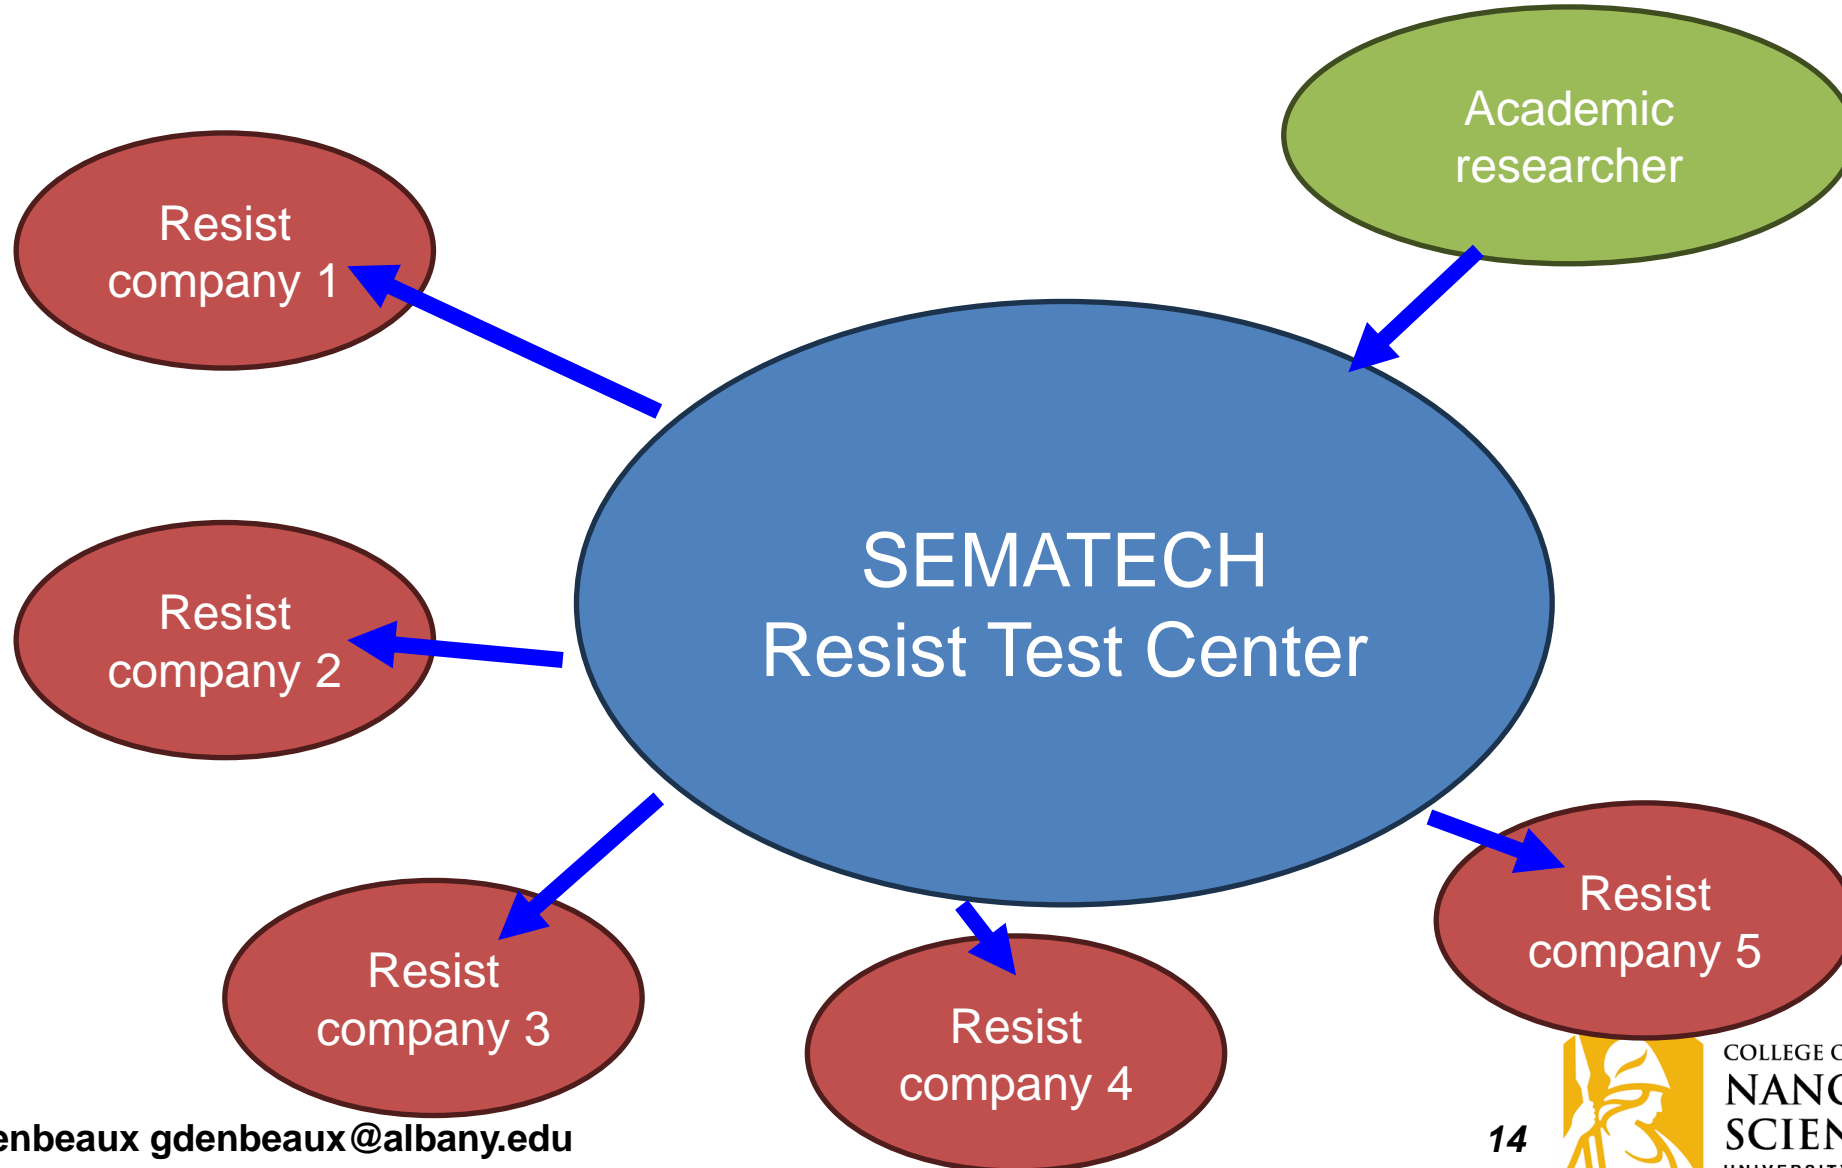 Academic
researcher
Resist
company 1
SEMATECH
Resist Test Center
Resist
company 2
Resist
company 5
Resist
company 3
Resist
company 4
enbeaux gdenbeaux@albany.edu
14
COLLEGE
NANO
SCIEN